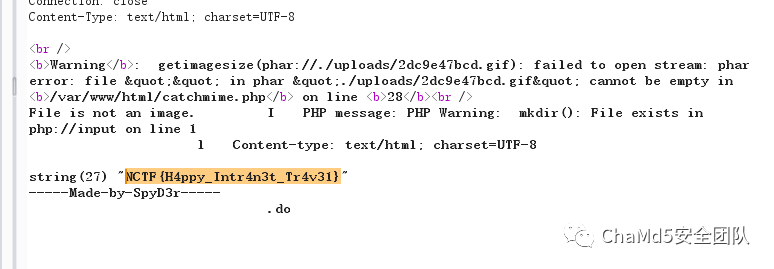 Connection: close
Content-Type: text/html; charset=UTF-8
<br />
<b>Warning</b>:  getimagesize(phar://./uploads/2dc9e47bcd.gif): failed to open stream: phar
error: file &quot;&quot; in phar &quot;./uploads/2dc9e47bcd.gif&quot; cannot be empty in
<b>/var/www/html/catchmime.php</b> on line <b>28</b><br />
File is not an image. I PHP message: PHP Warning:  mkdir(): File exists in
php://input on line 1
l Content-type: text/html; charset=UTF-8
string(27) "NCTF{H4ppy_Intr4n3t_Tr4v31}"
-----Made-by-SpyD3r-----
.do
ChaMd5安全团队